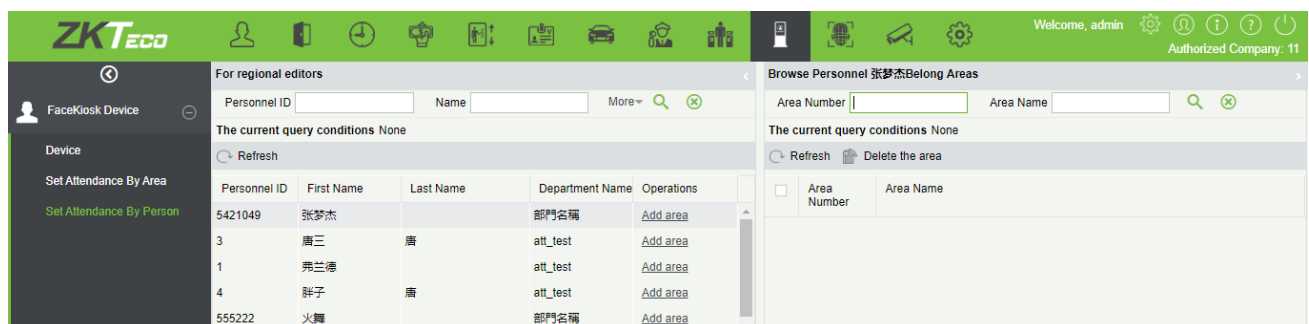 ZKTeco
Welcome, admin
Authorized Company: 11
FaceKiosk Device
Device
Set Attendance By Area
Set Attendance By Person
For regional editors
Personnel ID Name More
The current query conditions None
Refresh
Personnel ID First Name Last Name Department Name Operations
5421049 张梦杰 部門名稱 Add area
3 唐三 唐 att_test Add area
1 弗兰德 att_test Add area
4 胖子 唐 att_test Add area
555222 火舞 部門名稱 Add area
Browse Personnel 张梦杰Belong Areas
Area Number Area Name
The current query conditions None
Refresh Delete the area
Area Number Area Name